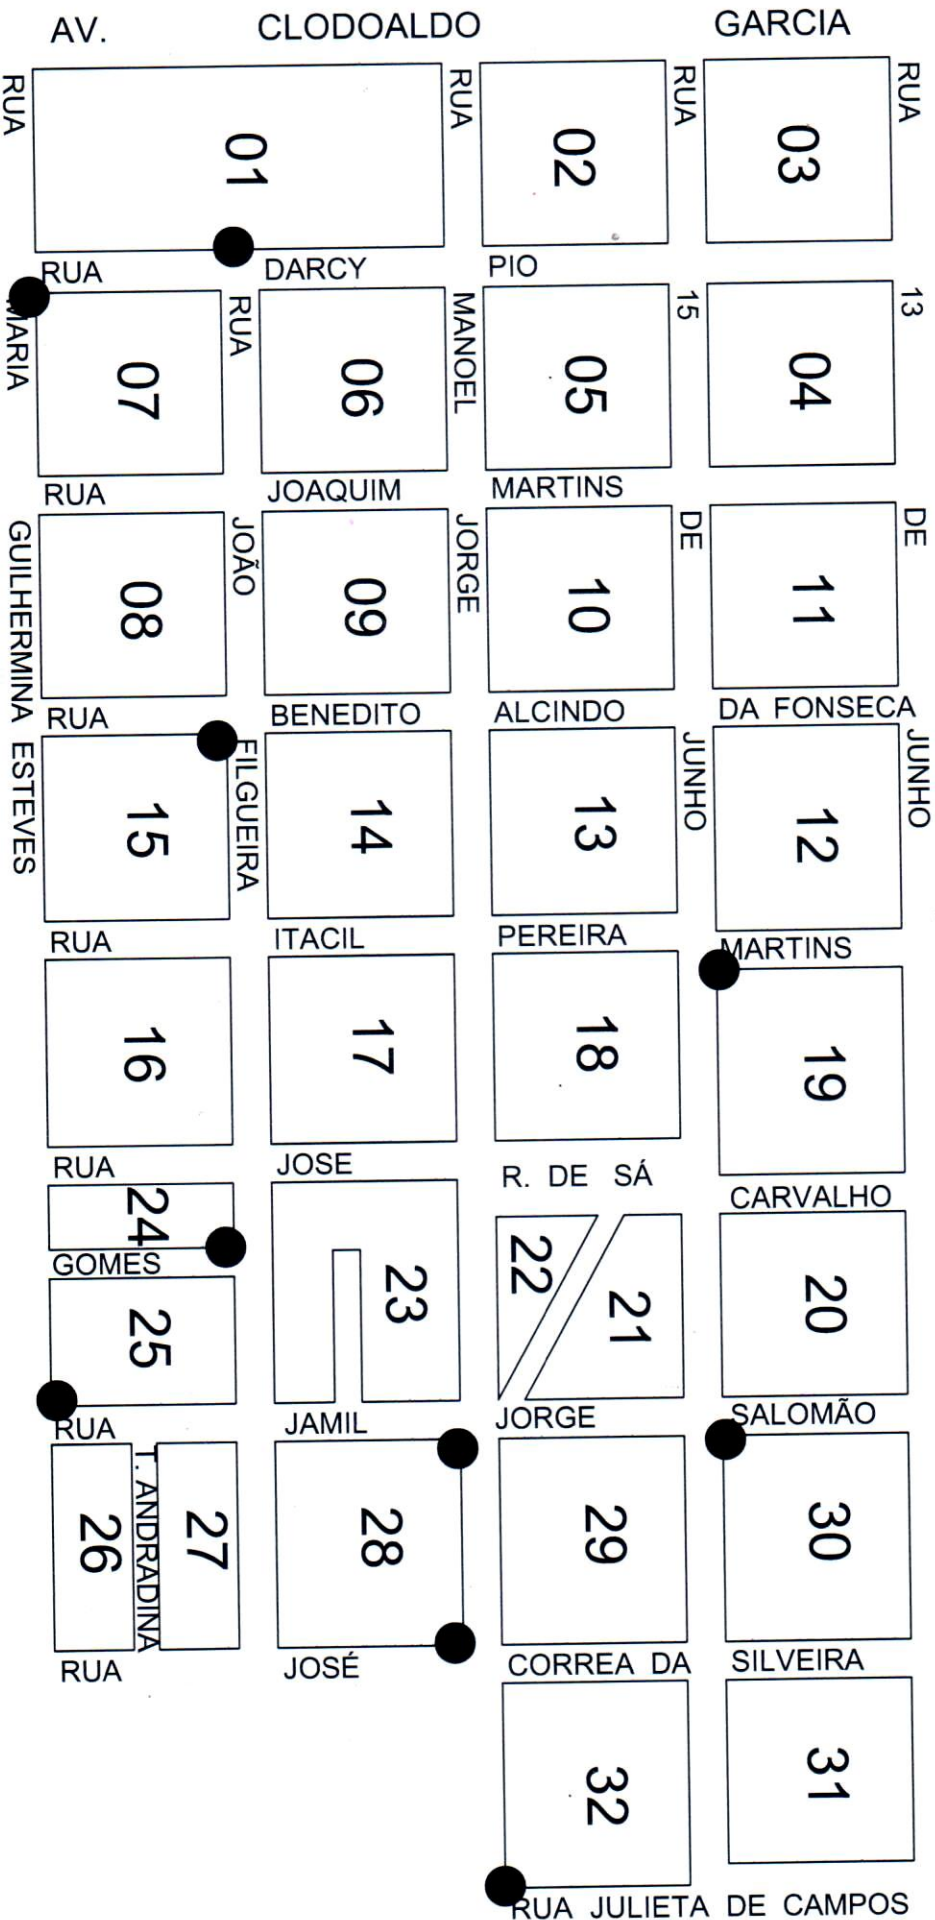 AV. CLODOALDO GARCIA
RUA RUA RUA RUA
01 02 03
RUA DARCY PIO
MARIA RUA MANOEL 15 13
07 06 05 04
RUA JOAQUIM MARTINS
GUILHERMINA ESTEVES JOÃO JORGE DE DE
08 09 10 11
RUA BENEDITO ALCINDO DA FONSECA
FILGUEIRA JUNHO JUNHO
15 14 13 12
RUA ITACIL PEREIRA MARTINS
16 17 18 19
RUA JOSE R. DE SÁ CARVALHO
24 23 22 21 20
GOMES
25
RUA JAMIL JORGE SALOMÃO
26 T. ANDRADINA 27 28 29 30
RUA JOSÉ CORREA DA SILVEIRA
32 31
RUA JULIETA DE CAMPOS